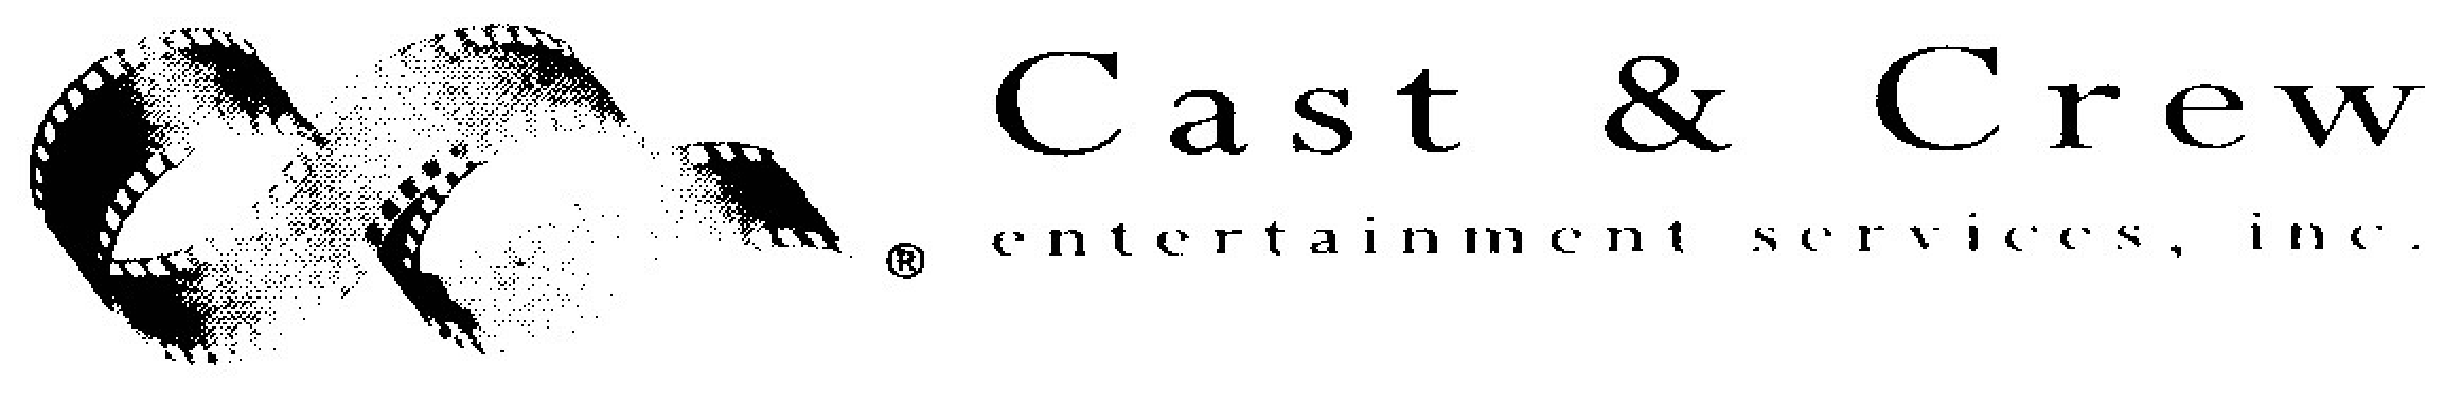 Cast & Crew
® entertainment services, inc.